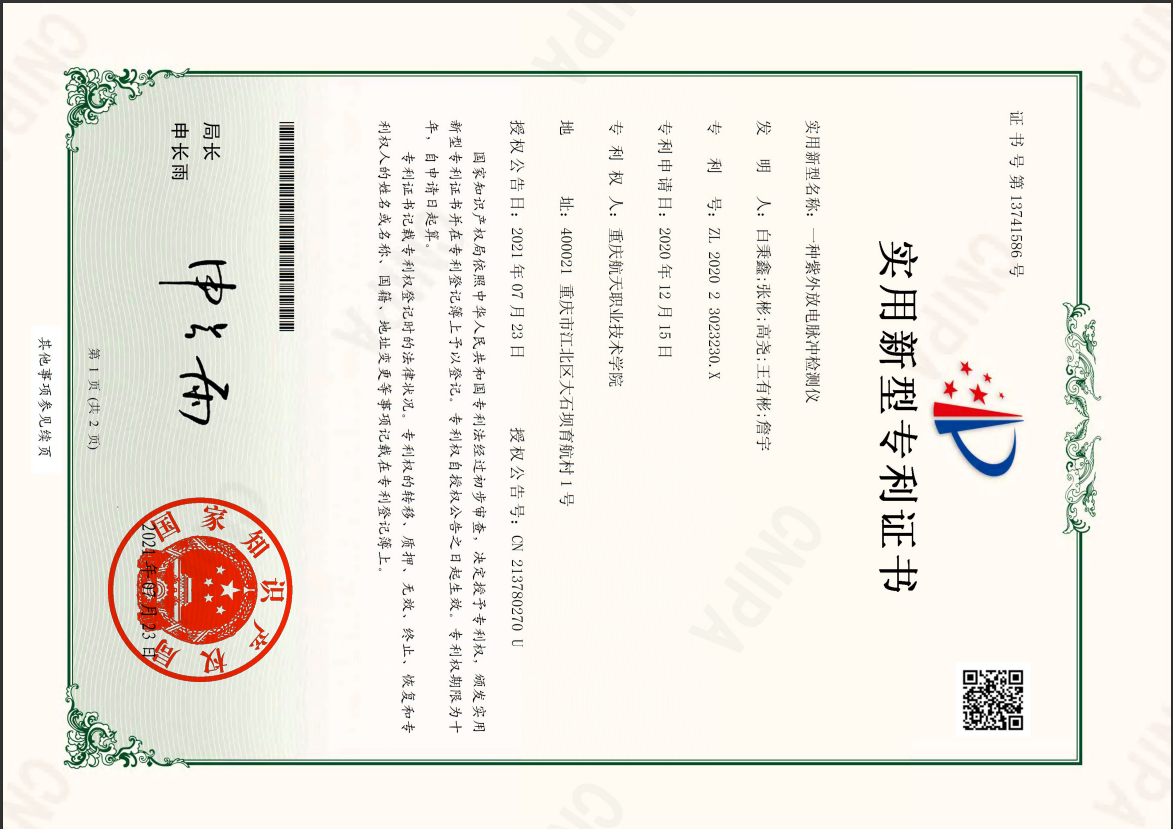 证书号第13741586号
实用新型专利证书
实用新型名称：一种紫外放电脉冲检测仪
发明人：白秉鑫;张彬;高尧;王有彬;詹宇
专利号：ZL 2020 2 3023230.X
专利申请日：2020年12月15日
专利权人：重庆航天职业技术学院
地址：400021 重庆市江北区大石坝育航村1号
授权公告日：2021年07月23日 授权公告号：CN 213780270 U
国家知识产权局依照中华人民共和国专利法经过初步审查，决定授予专利权，颁发实用
新型专利证书并在专利登记簿上予以登记。专利权自授权公告之日起生效。专利权期限为十
年，自申请日起算。
专利证书记载专利权登记时的法律状况。专利权的转移、质押、无效、终止、恢复和专
利权人的姓名或名称、国籍、地址变更等事项记载在专利登记簿上。
局长
申长雨
申长雨
国家知识产权局
2021年07月23日
第 1 页 (共 2 页)
其他事项参见续页
CNIPA
CNIPA
CNIPA
CNIPA
CNIPA